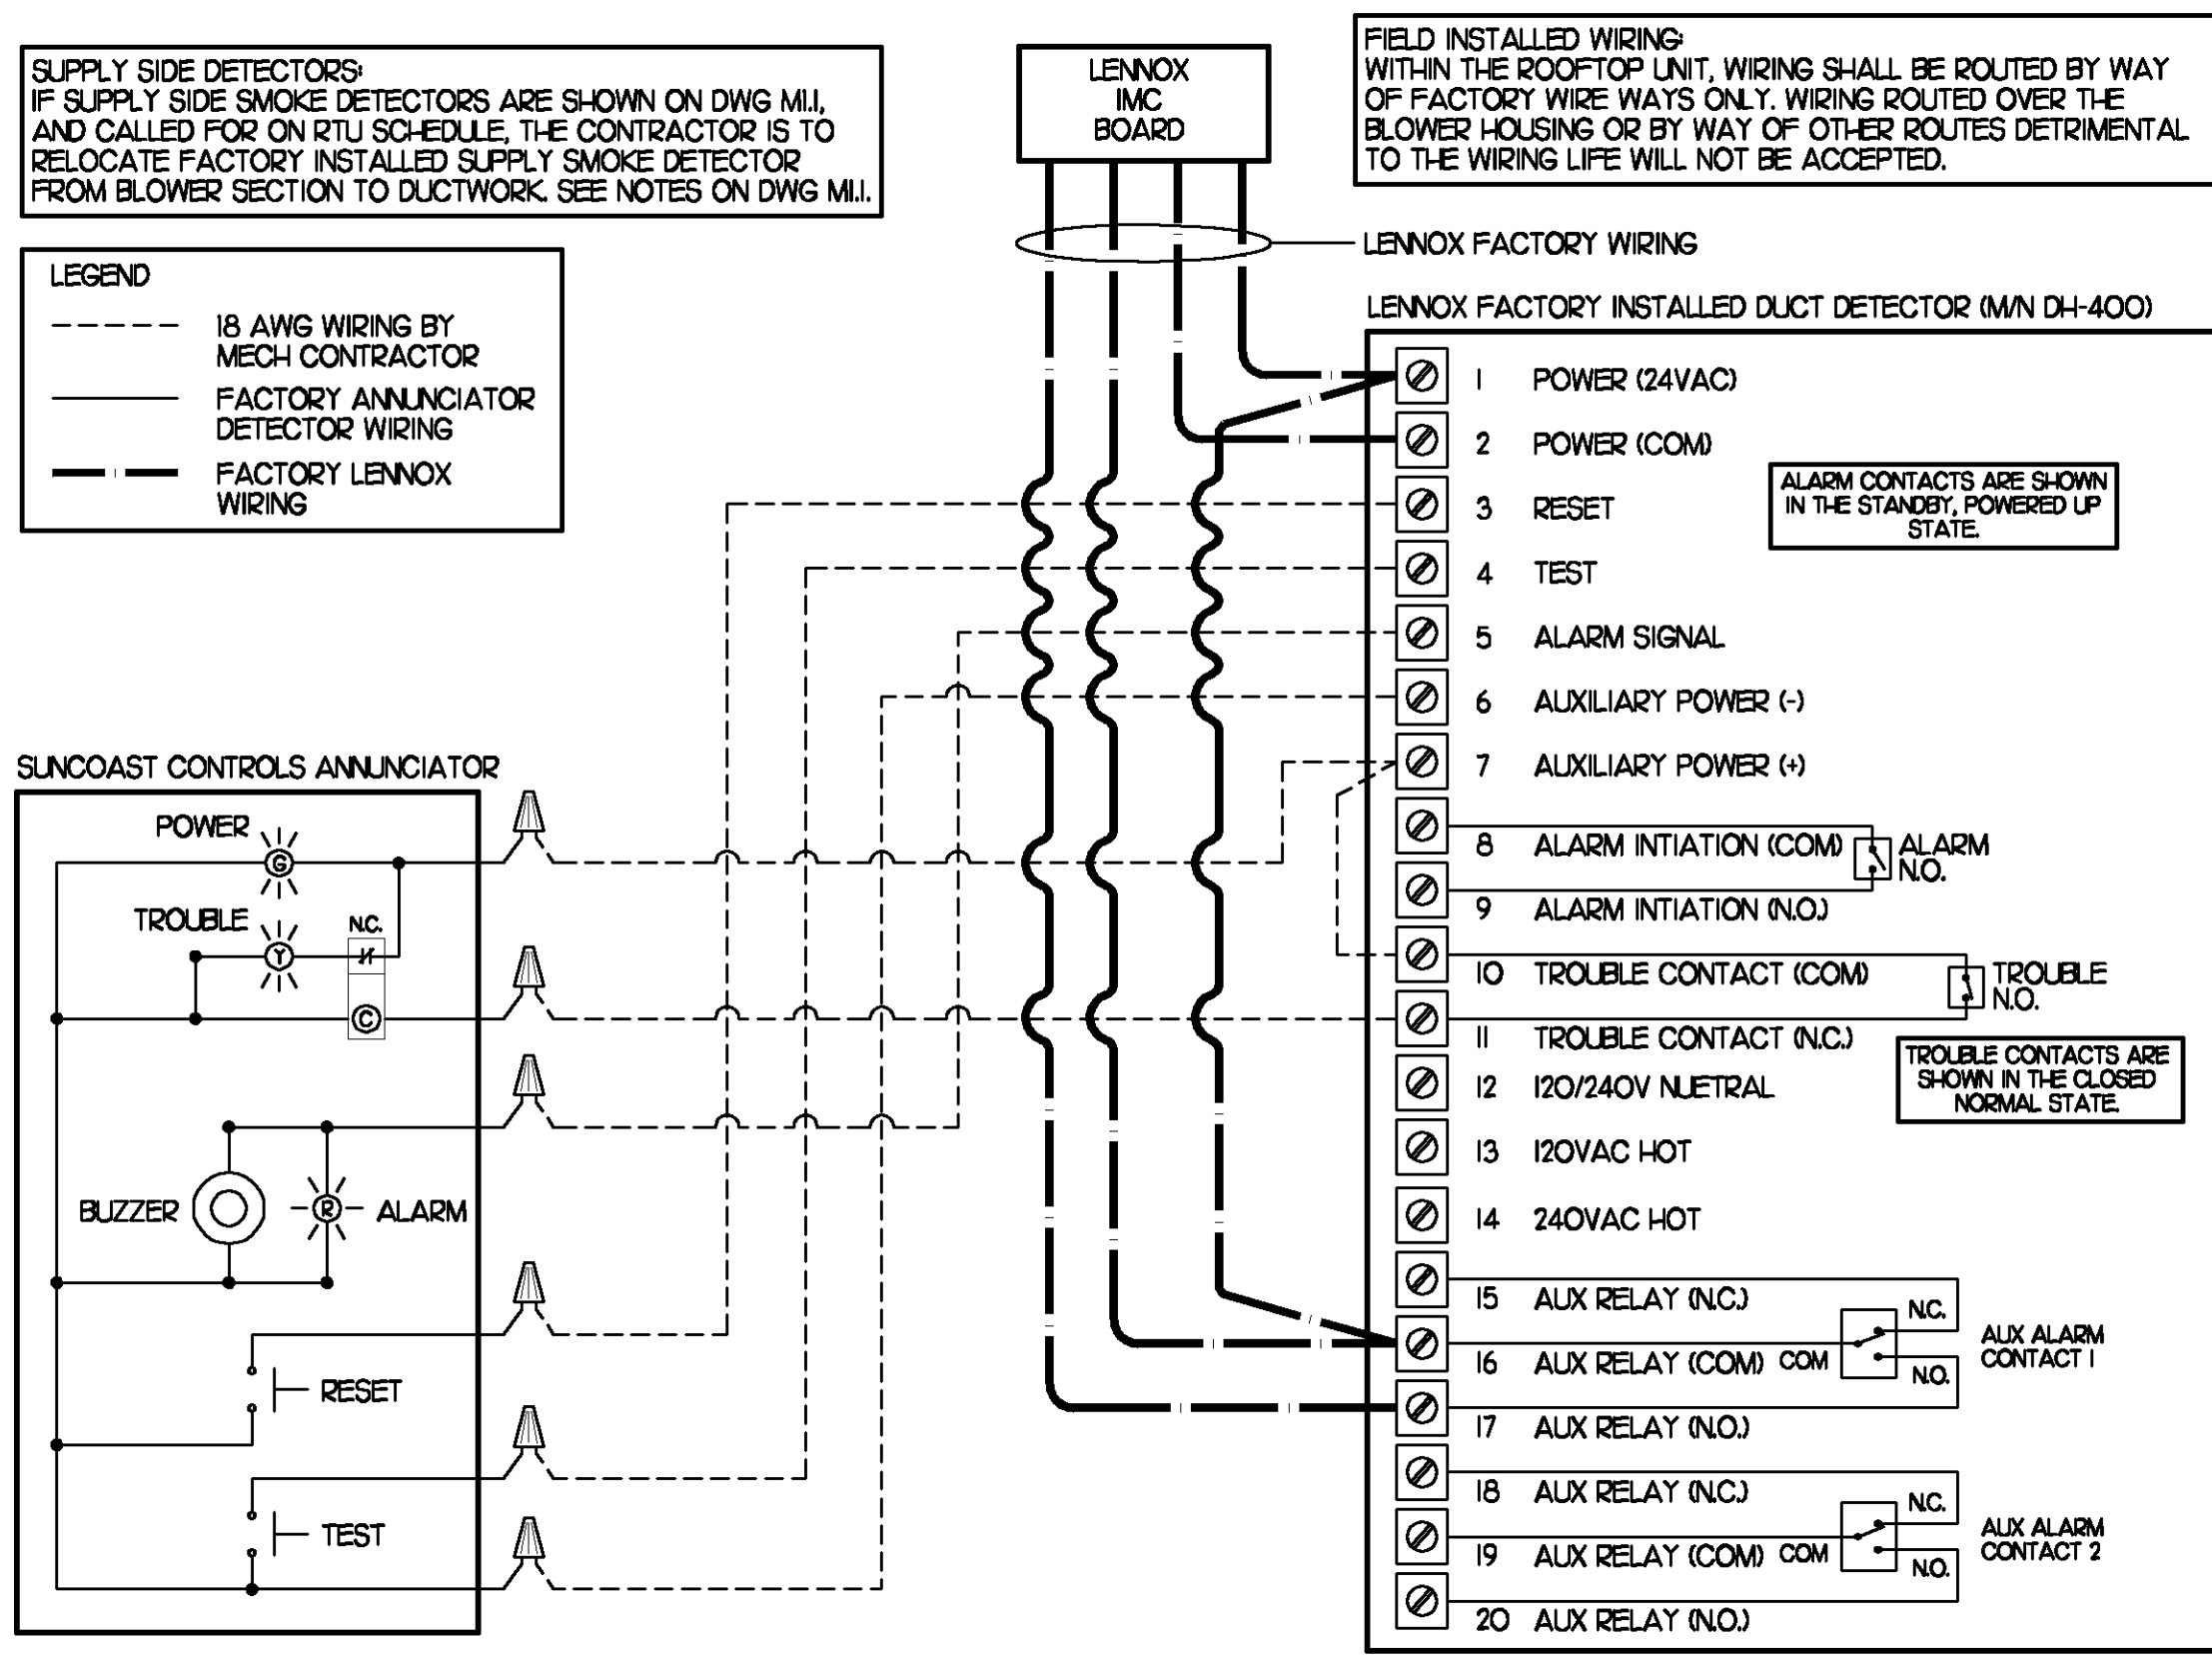 SUPPLY SIDE DETECTORS:
IF SUPPLY SIDE SMOKE DETECTORS ARE SHOWN ON DWG M1.1,
AND CALLED FOR ON RTU SCHEDULE, THE CONTRACTOR IS TO
RELOCATE FACTORY INSTALLED SUPPLY SMOKE DETECTOR
FROM BLOWER SECTION TO DUCTWORK. SEE NOTES ON DWG M1.1.
LENNOX
IMC
BOARD
FIELD INSTALLED WIRING:
WITHIN THE ROOFTOP UNIT, WIRING SHALL BE ROUTED BY WAY
OF FACTORY WIRE WAYS ONLY. WIRING ROUTED OVER THE
BLOWER HOUSING OR BY WAY OF OTHER ROUTES DETRIMENTAL
TO THE WIRING LIFE WILL NOT BE ACCEPTED.
LEGEND
18 AWG WIRING BY
MECH CONTRACTOR
FACTORY ANNUNCIATOR
DETECTOR WIRING
FACTORY LENNOX
WIRING
LENNOX FACTORY WIRING
LENNOX FACTORY INSTALLED DUCT DETECTOR (M/N DH-400)
1 POWER (24VAC)
2 POWER (COM)
3 RESET
4 TEST
5 ALARM SIGNAL
6 AUXILIARY POWER (-)
7 AUXILIARY POWER (+)
8 ALARM INTIATION (COM)
9 ALARM INTIATION (N.O.)
10 TROUBLE CONTACT (COM)
11 TROUBLE CONTACT (N.C.)
12 120/240V NUETRAL
13 120VAC HOT
14 240VAC HOT
15 AUX RELAY (N.C.)
16 AUX RELAY (COM) COM
17 AUX RELAY (N.O.)
18 AUX RELAY (N.C.)
19 AUX RELAY (COM) COM
20 AUX RELAY (N.O.)
ALARM CONTACTS ARE SHOWN
IN THE STANDBY, POWERED UP
STATE.
ALARM
N.O.
TROUBLE
N.O.
TROUBLE CONTACTS ARE
SHOWN IN THE CLOSED
NORMAL STATE.
N.C.
N.O.
AUX ALARM
CONTACT 1
N.C.
N.O.
AUX ALARM
CONTACT 2
SUNCOAST CONTROLS ANNUNCIATOR
POWER
G
TROUBLE
Y
N.C.
C
BUZZER
R
ALARM
RESET
TEST